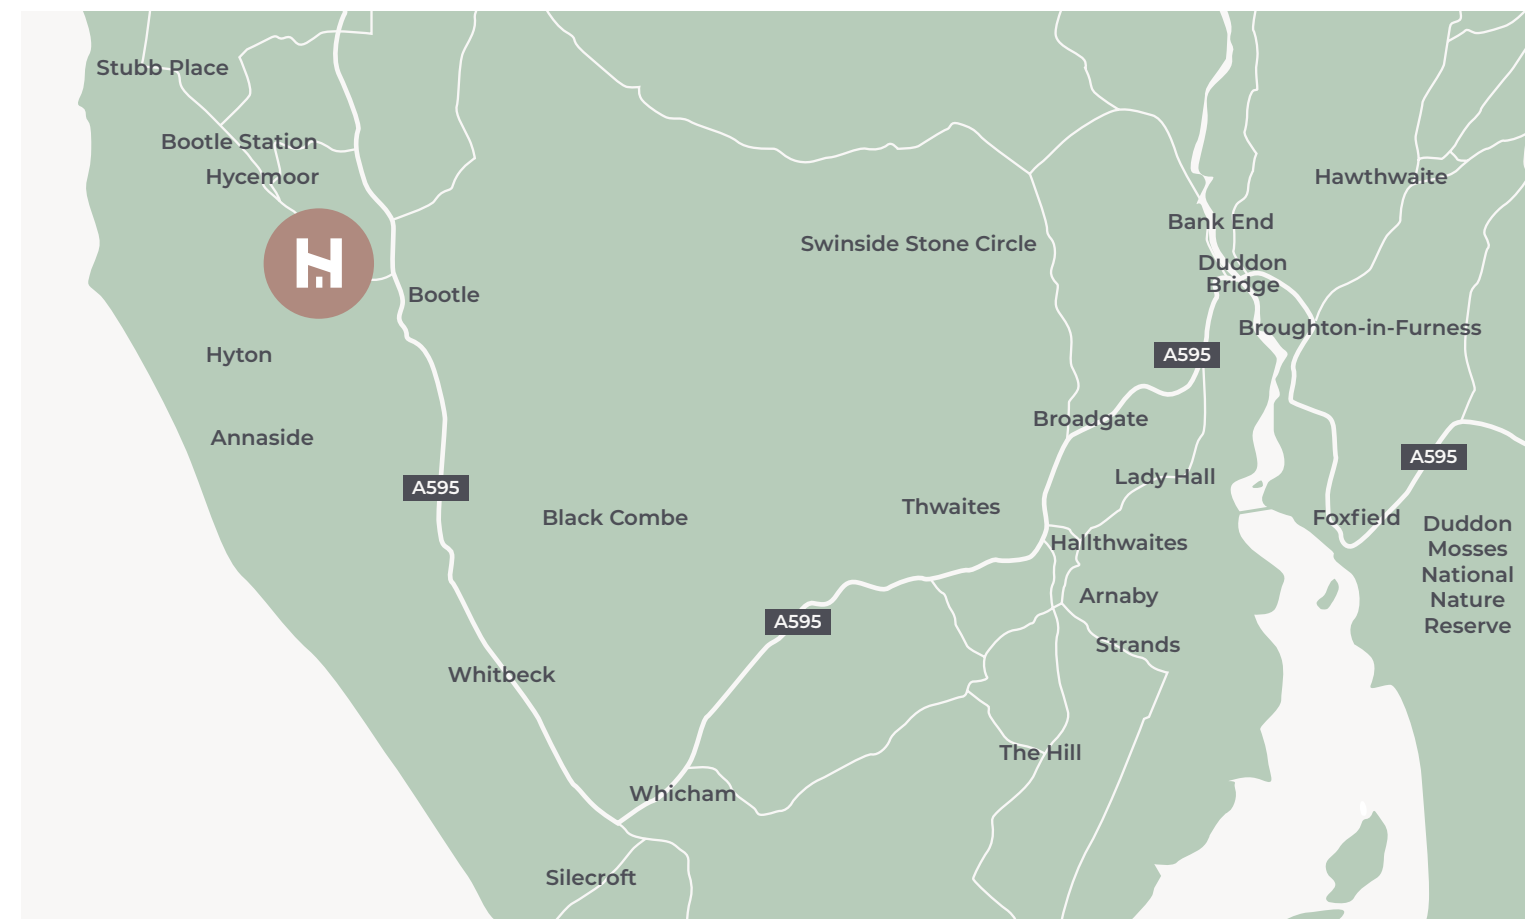 Stubb Place
Bootle Station
Hycemoor
Hawthwaite
Bank End
Swinside Stone Circle
H
Duddon
Bridge
Bootle
Broughton-in-Furness
Hyton
A595
Broadgate
Annaside
A595
Lady Hall
A595
Thwaites
Black Combe
Foxfield
Duddon
Mosses
National
Nature
Reserve
Hallthwaites
Arnaby
A595
Strands
Whitbeck
The Hill
Whicham
Silecroft